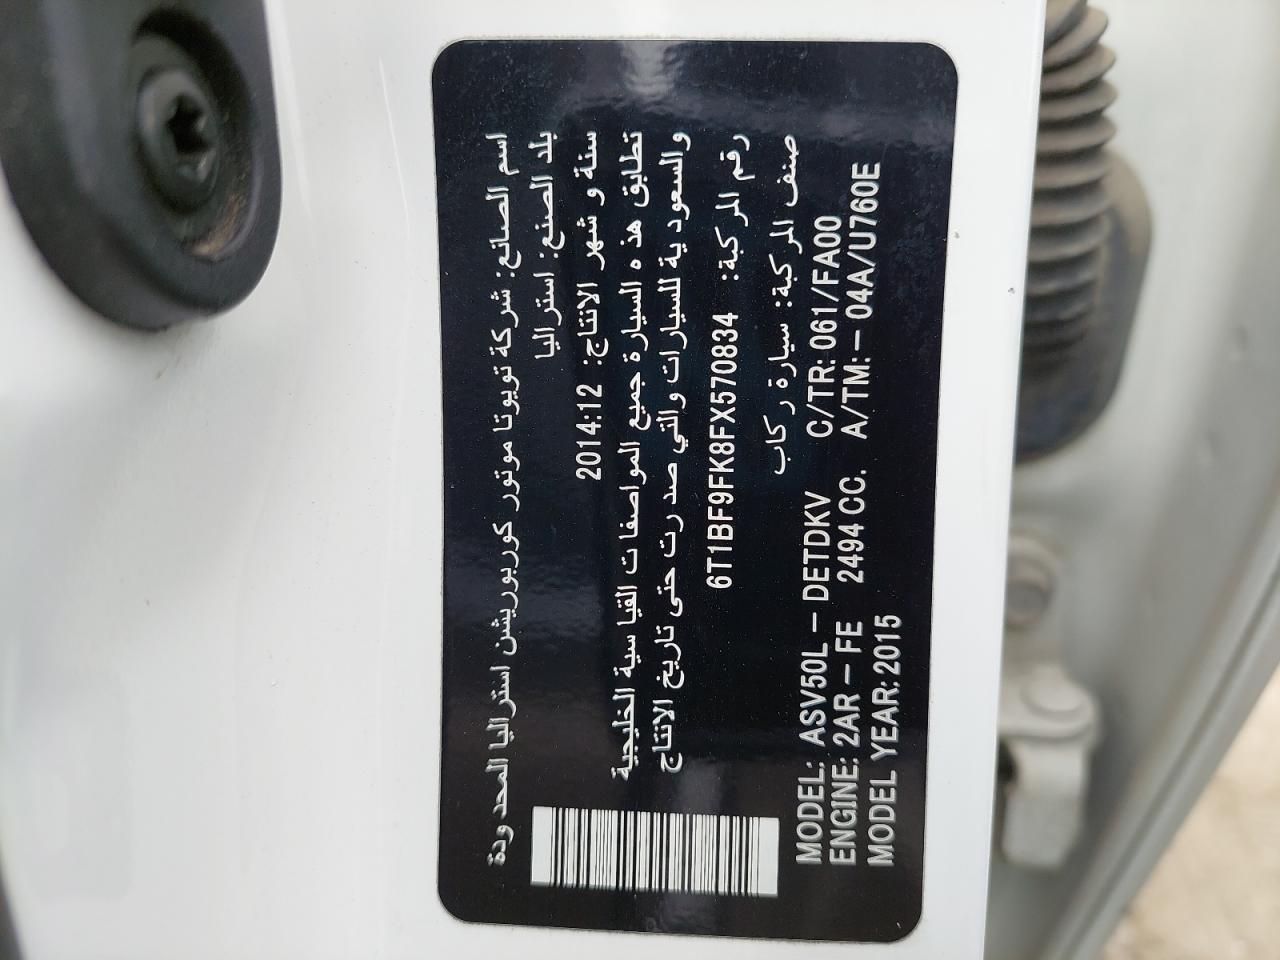 اسم الصانع: شركة تويوتا موتور كوربوريشن استراليا المحدودة
بلد الصنع: استراليا
سنة و شهر الانتاج: 2014:12
تطابق هذه السيارة جميع المواصفات القياسية الخليجية
والسعودية للسيارات والتي صدرت حتى تاريخ الانتاج
رقم المركبة: 6T1BF9FK8FX570834
صنف المركبة: سيارة ركاب
MODEL: ASV50L – DETDKV C/TR: 061/FA00
ENGINE: 2AR – FE 2494 CC. A/TM: – 04A/U760E
MODEL YEAR: 2015